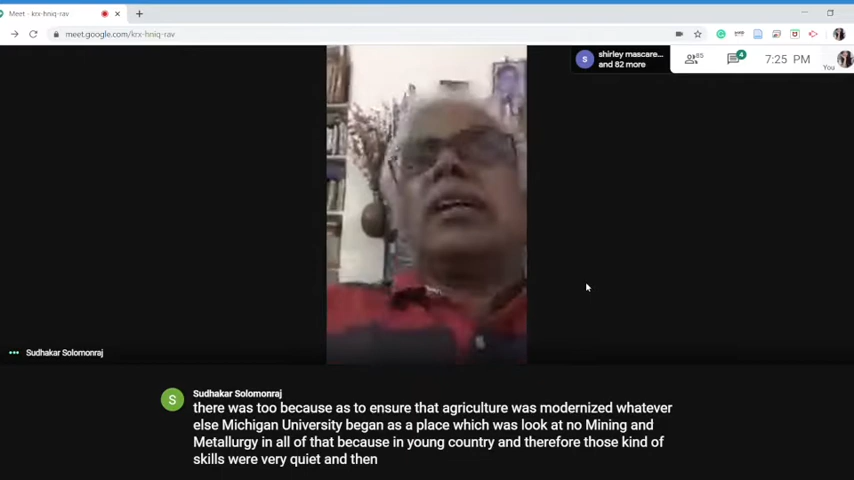 Meet - krx-hniq-rav
meet.google.com/krx-hniq-rav
shirley mascare...
and 82 more
S
85
4
7:25 PM
You
Sudhakar Solomonraj
S
Sudhakar Solomonraj
there was too because as to ensure that agriculture was modernized whatever
else Michigan University began as a place which was look at no Mining and
Metallurgy in all of that because in young country and therefore those kind of
skills were very quiet and then